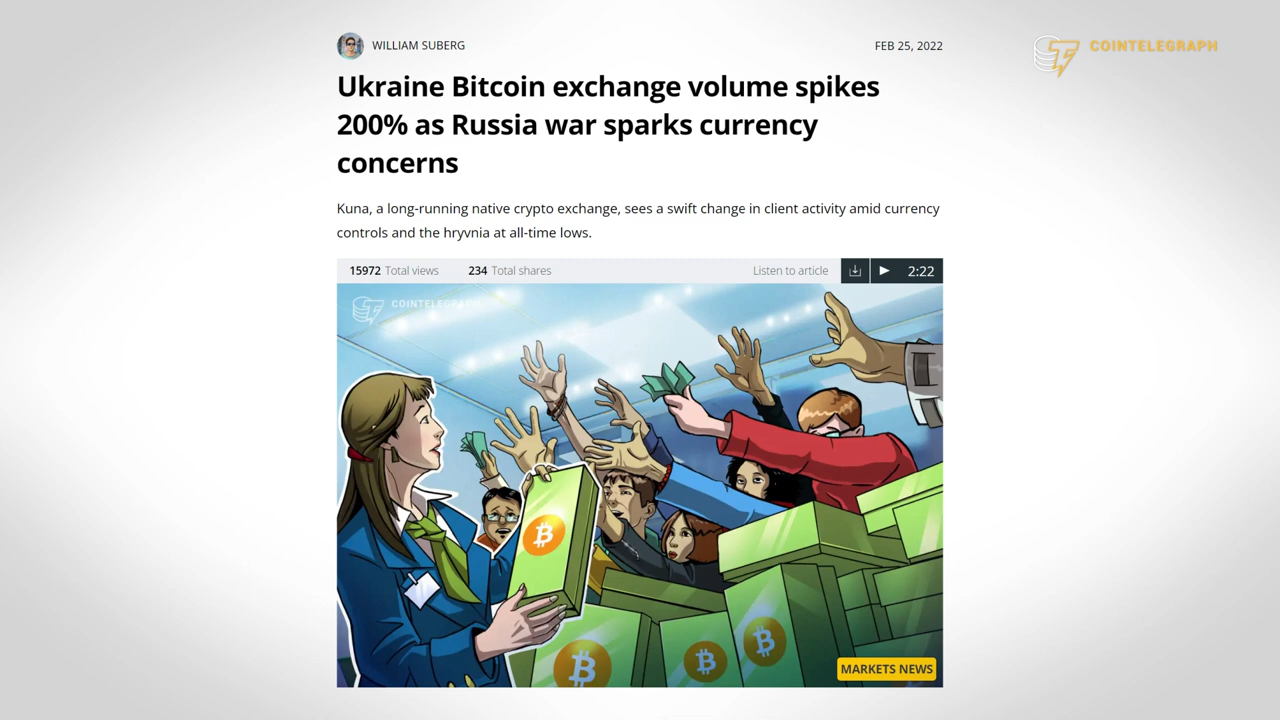 WILLIAM SUBERG
FEB 25, 2022
COINTELEGRAPH
Ukraine Bitcoin exchange volume spikes
200% as Russia war sparks currency
concerns
Kuna, a long-running native crypto exchange, sees a swift change in client activity amid currency
controls and the hryvnia at all-time lows.
15972 Total views
234 Total shares
Listen to article
2:22
COINTELEGRAPH
MARKETS NEWS